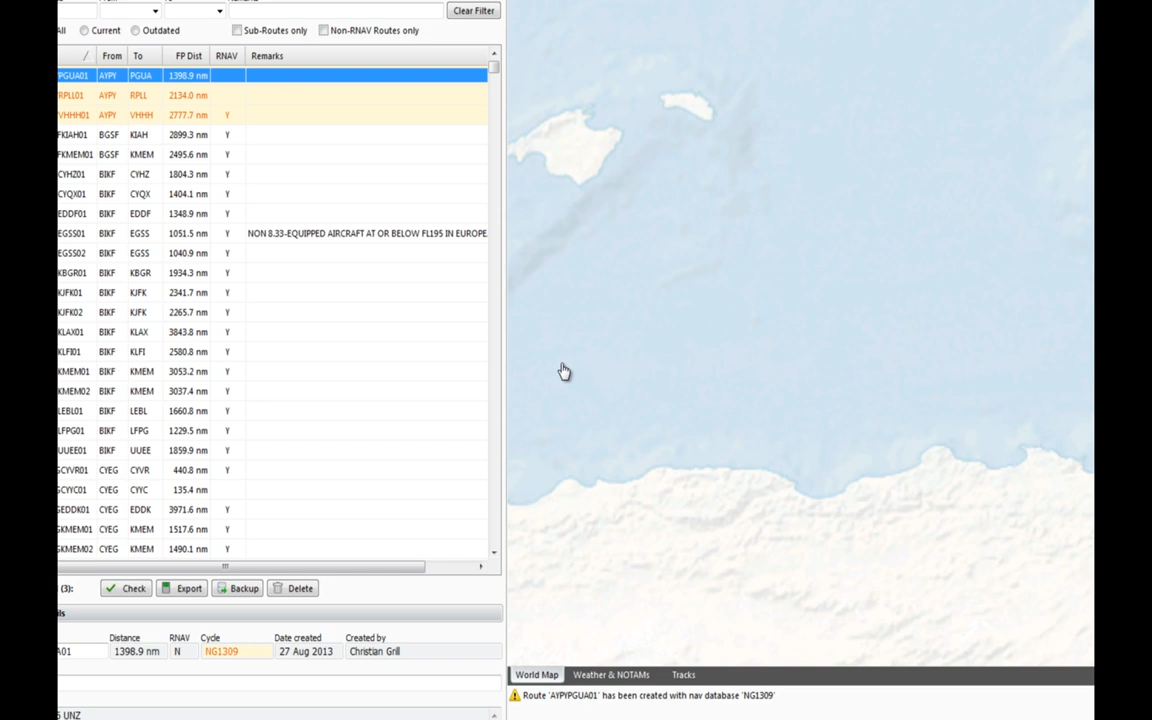 Clear Filter
All Current Outdated Sub-Routes only Non-RNAV Routes only
From To FP Dist RNAV Remarks
PGUA01 AYPY PGUA 1398.9 nm
RPLL01 AYPY RPLL 2134.0 nm
VHHH01 AYPY VHHH 2777.7 nm Y
FKIAH01 BGSF KIAH 2899.3 nm Y
FKMEM01 BGSF KMEM 2495.6 nm Y
CYHZ01 BIKF CYHZ 1804.3 nm Y
CYQX01 BIKF CYQX 1404.1 nm Y
EDDF01 BIKF EDDF 1348.9 nm Y
EGSS01 BIKF EGSS 1051.5 nm Y NON 8.33-EQUIPPED AIRCRAFT AT OR BELOW FL195 IN EUROPE
EGSS02 BIKF EGSS 1040.9 nm Y
KBGR01 BIKF KBGR 1934.3 nm Y
KJFK01 BIKF KJFK 2341.7 nm Y
KJFK02 BIKF KJFK 2265.7 nm Y
KLAX01 BIKF KLAX 3843.8 nm Y
KLFI01 BIKF KLFI 2580.8 nm Y
KMEM01 BIKF KMEM 3053.2 nm Y
KMEM02 BIKF KMEM 3037.4 nm Y
LEBL01 BIKF LEBL 1660.8 nm Y
LFPG01 BIKF LFPG 1229.5 nm Y
UUEE01 BIKF UUEE 1859.9 nm Y
GCYVR01 CYEG CYVR 440.8 nm Y
GCYYC01 CYEG CYYC 135.4 nm
GEDDK01 CYEG EDDK 3971.6 nm Y
GKMEM01 CYEG KMEM 1517.6 nm Y
GKMEM02 CYEG KMEM 1490.1 nm Y
(3): Check Export Backup Delete
ils
Distance RNAV Cycle Date created Created by
A01 1398.9 nm N NG1309 27 Aug 2013 Christian Grill
UNZ
World Map Weather & NOTAMs Tracks
Route 'AYPYPGUA01' has been created with nav database 'NG1309'